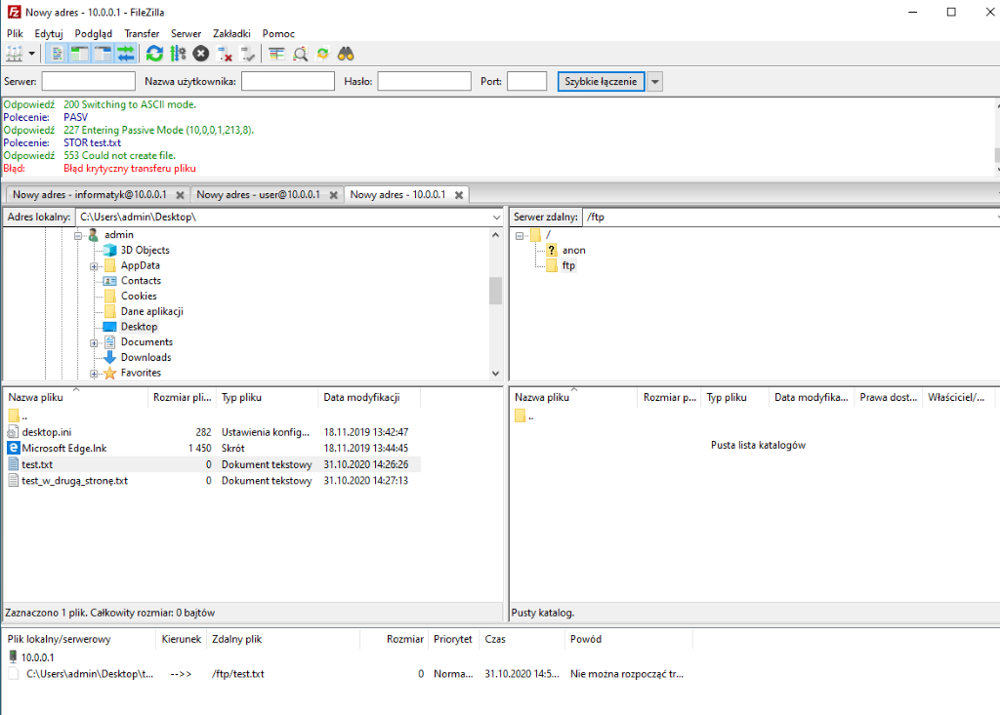 Nowy adres - 10.0.0.1 - FileZilla
Plik Edytuj Podgląd Transfer Serwer Zakładki Pomoc
Serwer: Nazwa użytkownika: Hasło: Port: Szybkie łączenie
Odpowiedź 200 Switching to ASCII mode.
Polecenie: PASV
Odpowiedź 227 Entering Passive Mode (10,0,0,1,213,8).
Polecenie: STOR test.txt
Odpowiedź 553 Could not create file.
Błąd: Błąd krytyczny transferu pliku
Nowy adres - informatyk@10.0.0.1 Nowy adres - user@10.0.0.1 Nowy adres - 10.0.0.1
Adres lokalny: C:\Users\admin\Desktop\
admin
3D Objects
AppData
Contacts
Cookies
Dane aplikacji
Desktop
Documents
Downloads
Favorites
Serwer zdalny: /ftp
/
anon
ftp
Nazwa pliku Rozmiar pli... Typ pliku Data modyfikacji
..
desktop.ini 282 Ustawienia konfig... 18.11.2019 13:42:47
Microsoft Edge.lnk 1 450 Skrót 18.11.2019 13:44:45
test.txt 0 Dokument tekstowy 31.10.2020 14:26:26
test_w_drugą_stronę.txt 0 Dokument tekstowy 31.10.2020 14:27:13
Zaznaczono 1 plik. Całkowity rozmiar: 0 bajtów
Nazwa pliku Rozmiar p... Typ pliku Data modyfika... Prawa dost... Właściciel/...
..
Pusta lista katalogów
Pusty katalog.
Plik lokalny/serwerowy Kierunek Zdalny plik Rozmiar Priorytet Czas Powód
10.0.0.1
C:\Users\admin\Desktop\t... -->> /ftp/test.txt 0 Norma... 31.10.2020 14:5... Nie można rozpocząć tr...